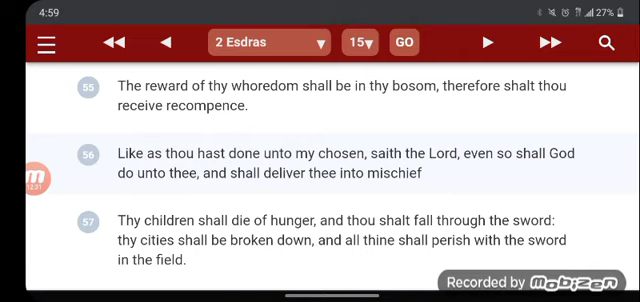 4:59
27%
2 Esdras
15
GO
55
The reward of thy whoredom shall be in thy bosom, therefore shalt thou
receive recompence.
56
Like as thou hast done unto my chosen, saith the Lord, even so shall God
do unto thee, and shall deliver thee into mischief
12:31
57
Thy children shall die of hunger, and thou shalt fall through the sword:
thy cities shall be broken down, and all thine shall perish with the sword
in the field.
Recorded by Mobizen